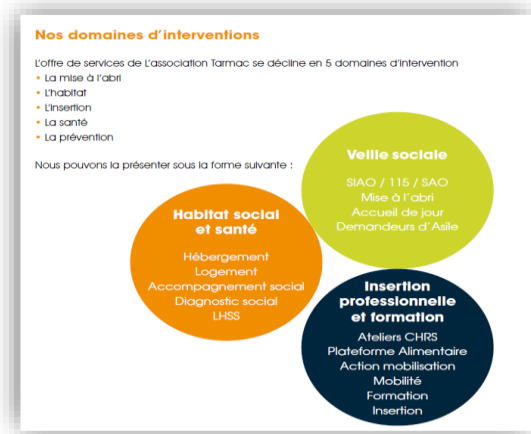 Nos domaines d'interventions
L'offre de services de L'association Tarmac se décline en 5 domaines d'intervention
• La mise à l'abri
• L'habitat
• L'insertion
• La santé
• La prévention
Nous pouvons la présenter sous la forme suivante :
Veille sociale
SIAO / 115 / SAO
Mise à l'abri
Accueil de jour
Demandeurs d'Asile
Habitat social
et santé
Hébergement
Logement
Accompagnement social
Diagnostic social
LHSS
Insertion
professionnelle
et formation
Ateliers CHRS
Plateforme Alimentaire
Action mobilisation
Mobilité
Formation
Insertion